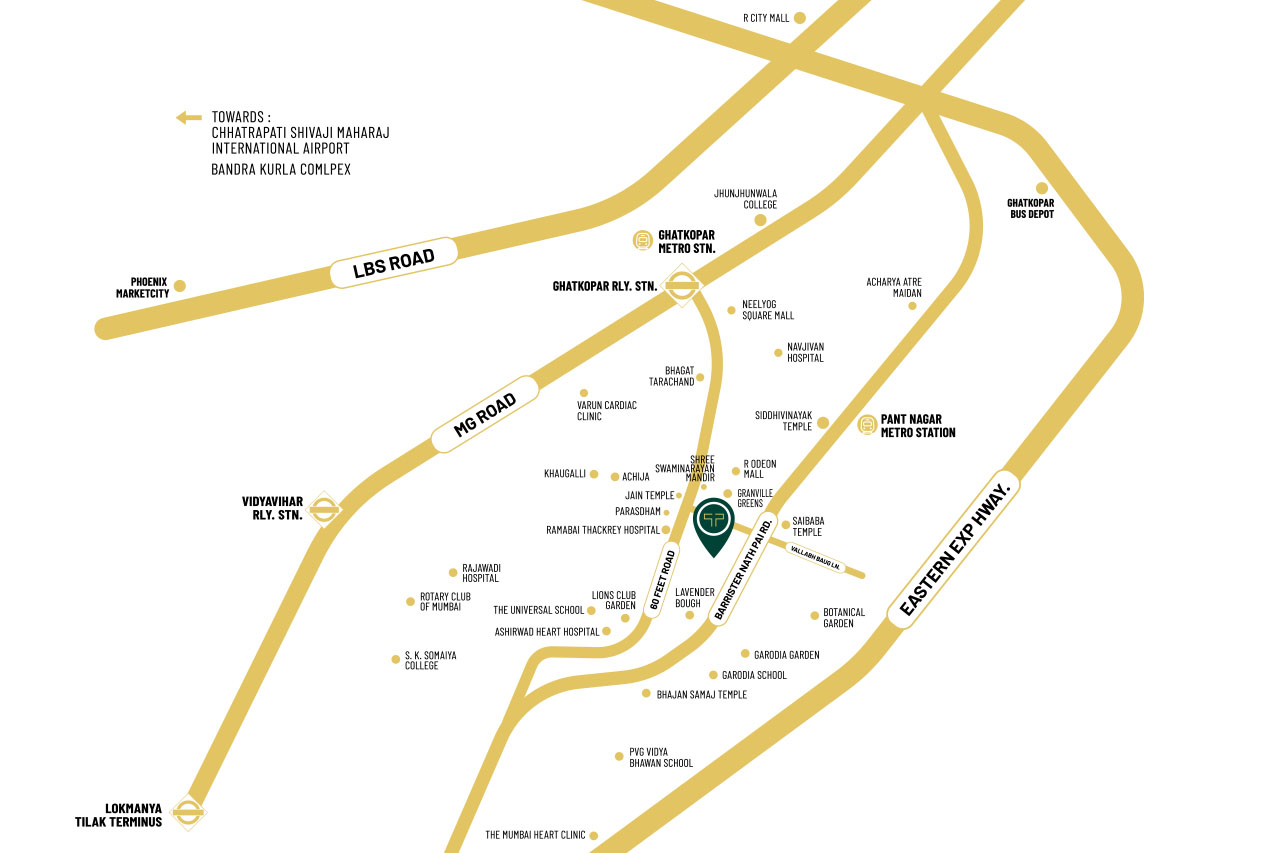 R CITY MALL
TOWARDS :
CHHATRAPATI SHIVAJI MAHARAJ
INTERNATIONAL AIRPORT
BANDRA KURLA COMLPEX
JHUNJHUNWALA
COLLEGE
GHATKOPAR
BUS DEPOT
GHATKOPAR
METRO STN.
LBS ROAD
PHOENIX
MARKETCITY
GHATKOPAR RLY. STN.
ACHARYA ATRE
MAIDAN
NEELYOG
SQUARE MALL
NAVJIVAN
HOSPITAL
BHAGAT
TARACHAND
VARUN CARDIAC
CLINIC
MG ROAD
SIDDHIVINAYAK
TEMPLE
PANT NAGAR
METRO STATION
SHREE
SWAMINARAYAN
MANDIR
R ODEON
MALL
KHAUGALLI
ACHIJA
JAIN TEMPLE
GRANVILLE
GREENS
VIDYAVIHAR
RLY. STN.
PARASDHAM
RAMABAI THACKREY HOSPITAL
SAIBABA
TEMPLE
VALLABH BAUG LN.
EASTERN EXP HWAY.
BARRISTER NATH PAI RD.
60 FEET ROAD
RAJAWADI
HOSPITAL
ROTARY CLUB
OF MUMBAI
LIONS CLUB
GARDEN
LAVENDER
BOUGH
THE UNIVERSAL SCHOOL
BOTANICAL
GARDEN
ASHIRWAD HEART HOSPITAL
S. K. SOMAIYA
COLLEGE
GARODIA GARDEN
GARODIA SCHOOL
BHAJAN SAMAJ TEMPLE
PVG VIDYA
BHAWAN SCHOOL
LOKMANYA
TILAK TERMINUS
THE MUMBAI HEART CLINIC